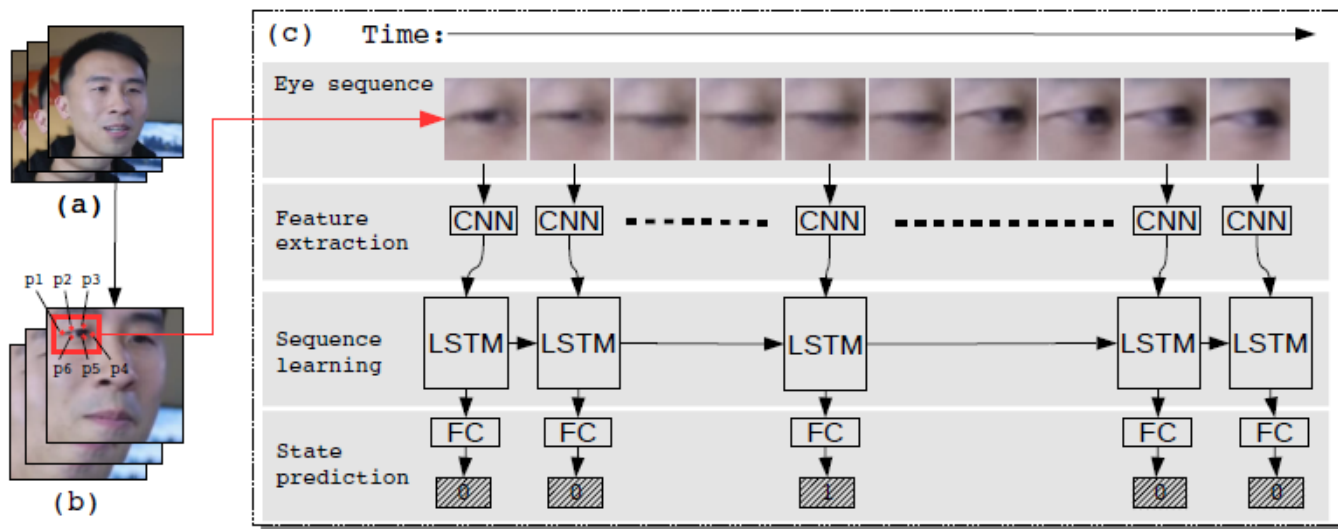 (c) Time:
Eye sequence
(a)
Feature
extraction
CNN CNN CNN CNN CNN
p1 p2 p3
p6 p5 p4
Sequence
learning
LSTM LSTM LSTM LSTM LSTM
FC FC FC FC FC
State
prediction
0 0 1 0 0
(b)